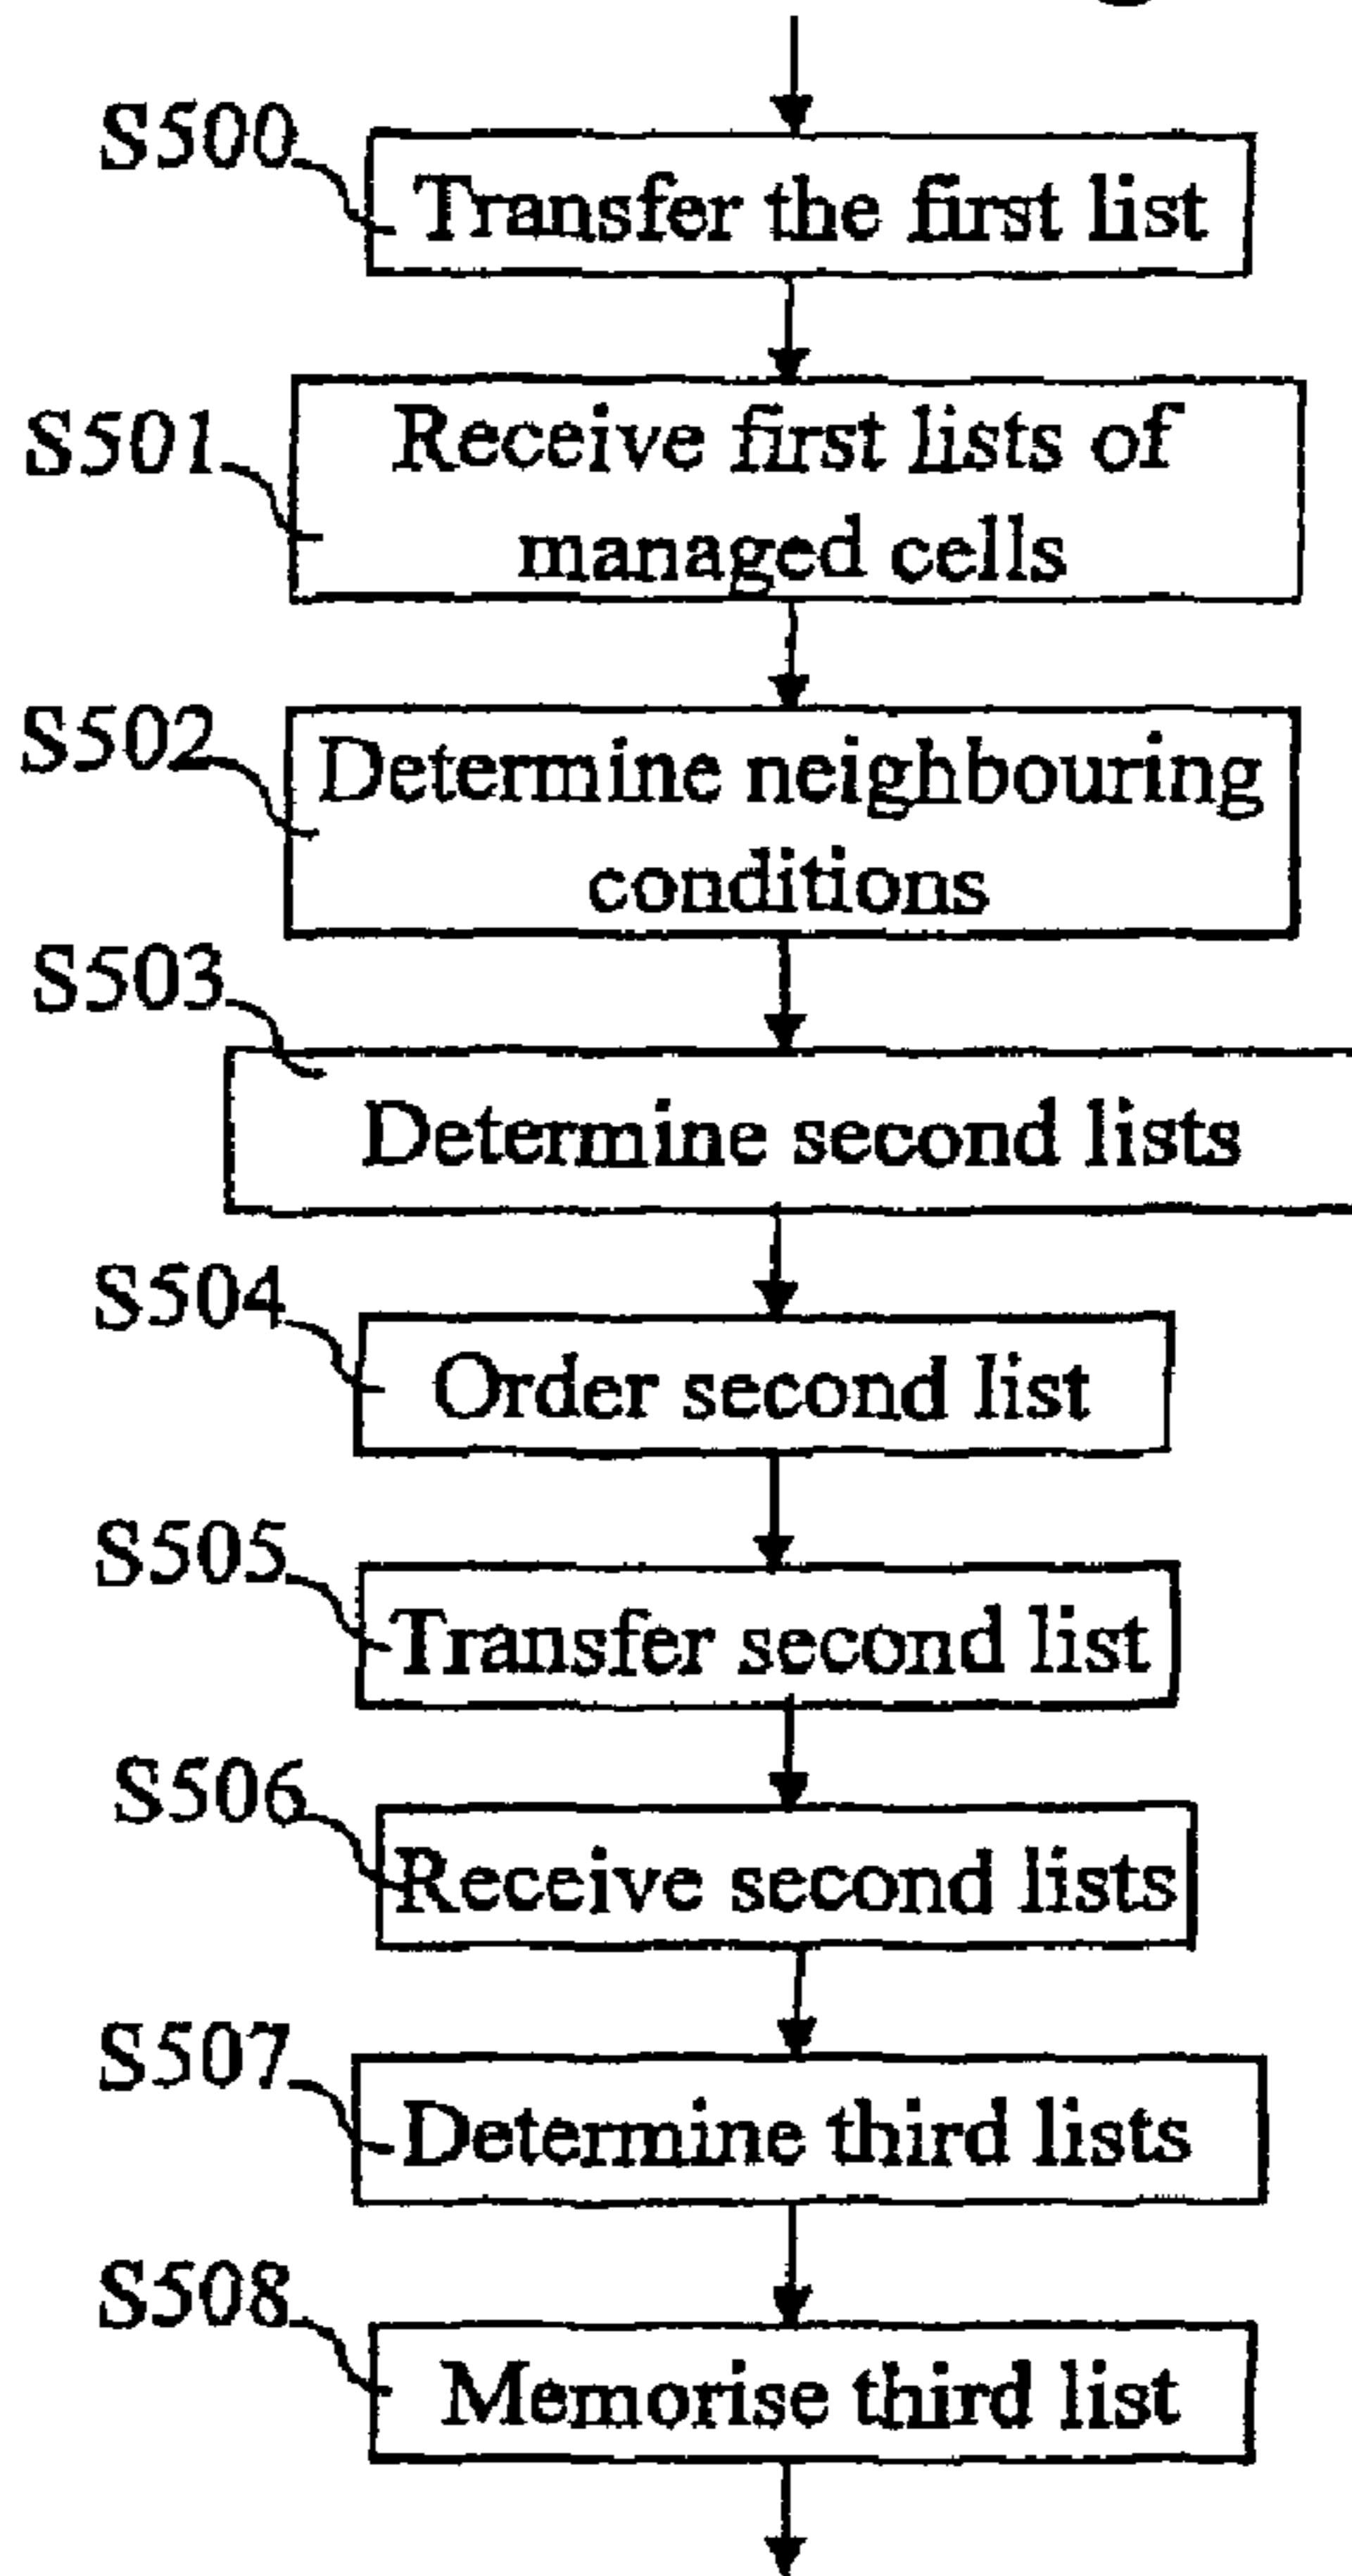 S500
Transfer the first list
S501
Receive first lists of
managed cells
S502
Determine neighbouring
conditions
S503
Determine second lists
S504
Order second list
S505
Transfer second list
S506
Receive second lists
S507
Determine third lists
S508
Memorise third list